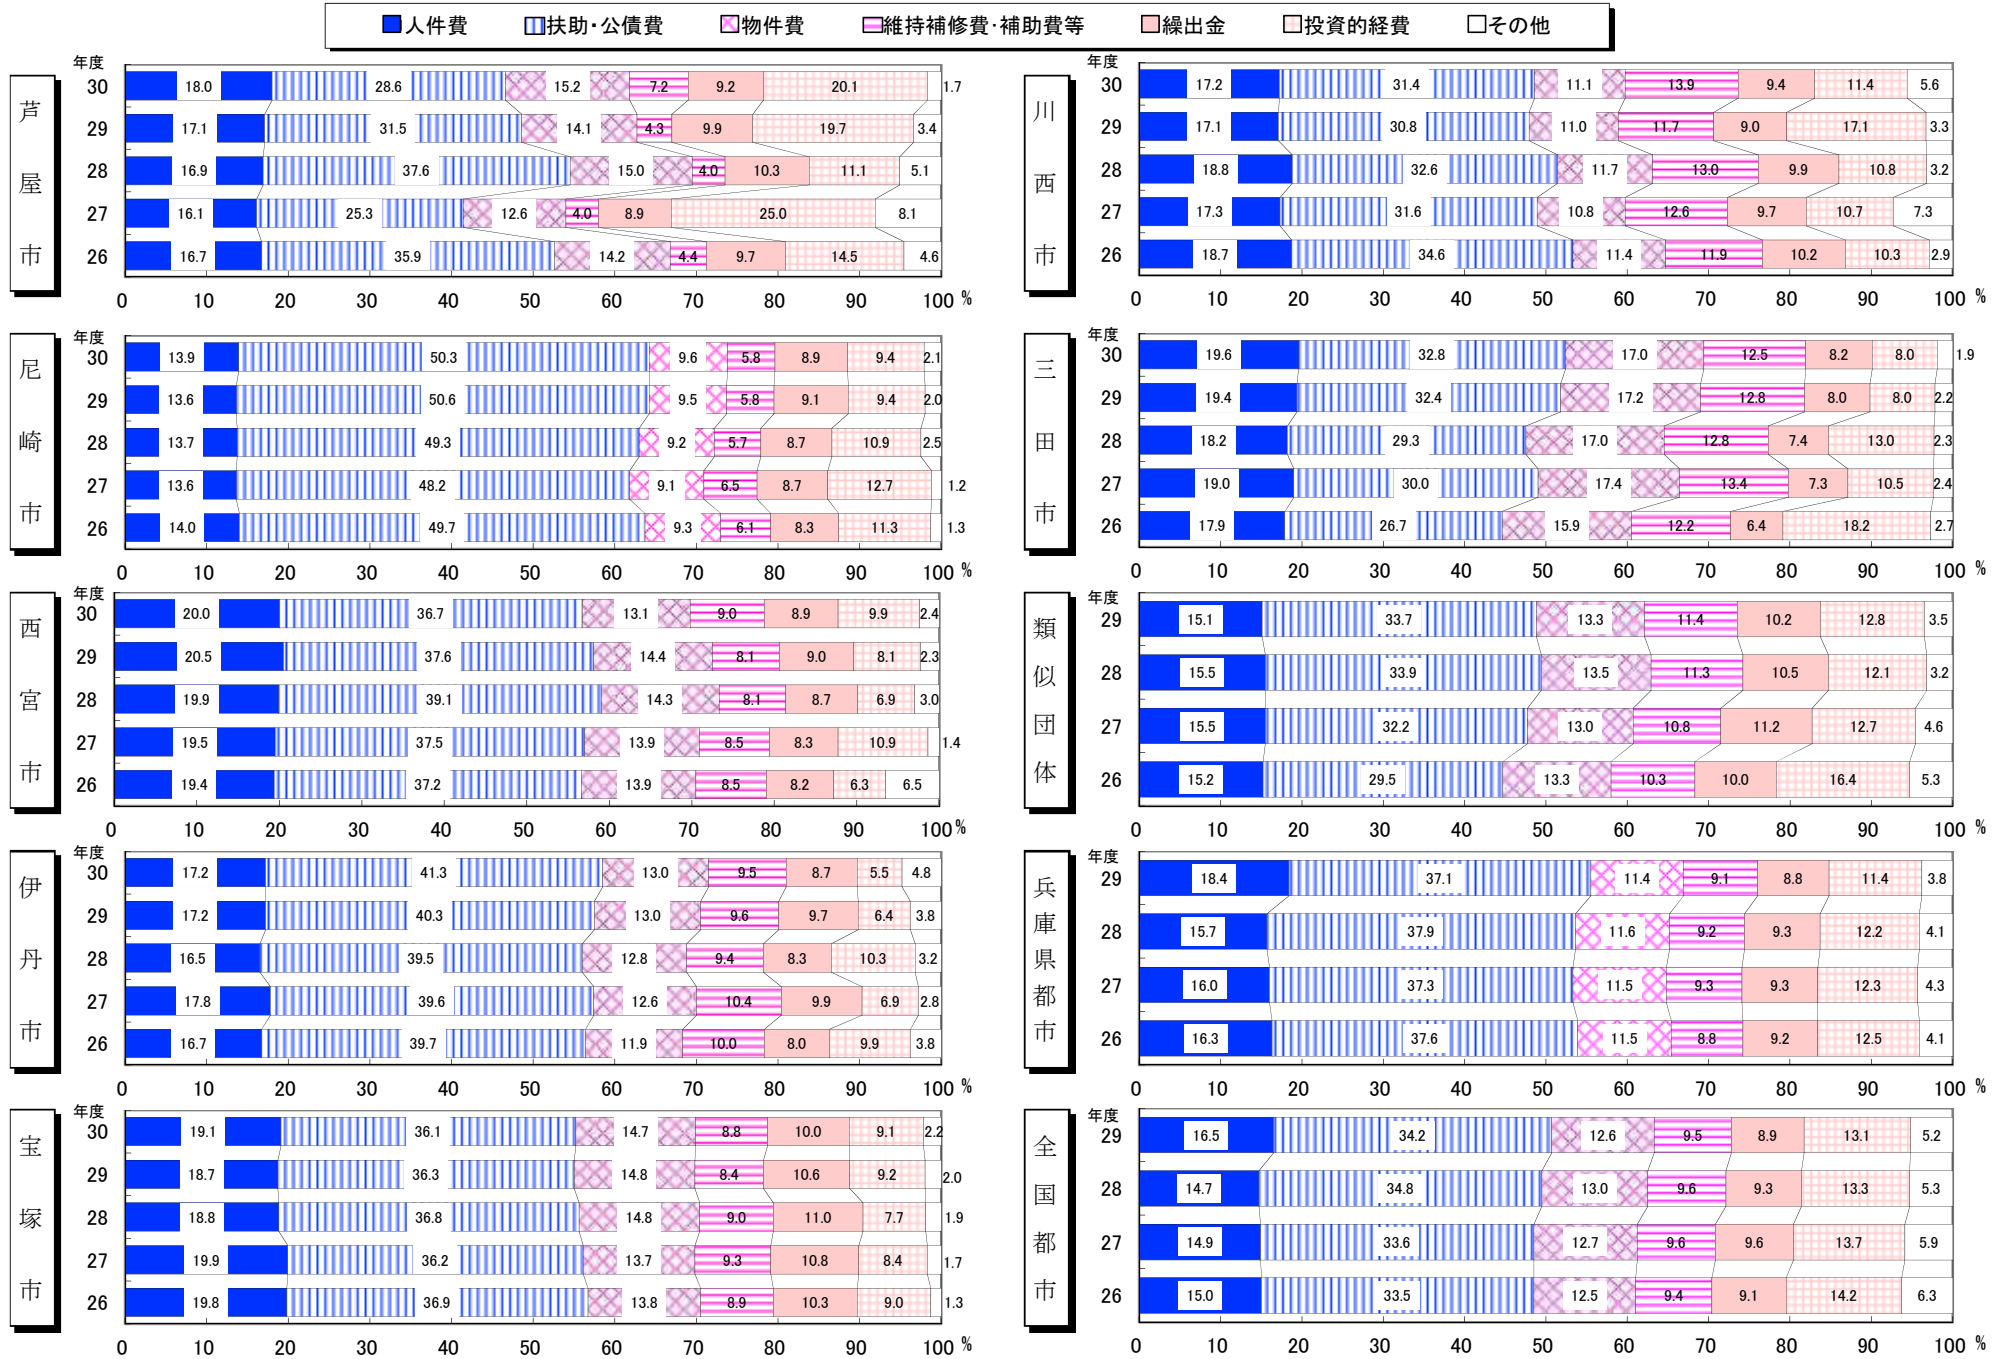 人件費 扶助・公債費 物件費 維持補修費・補助費等 繰出金 投資的経費 その他
芦屋市
年度
30 18.0 28.6 15.2 7.2 9.2 20.1 1.7
29 17.1 31.5 14.1 4.3 9.9 19.7 3.4
28 16.9 37.6 15.0 4.0 10.3 11.1 5.1
27 16.1 25.3 12.6 4.0 8.9 25.0 8.1
26 16.7 35.9 14.2 4.4 9.7 14.5 4.6
0 10 20 30 40 50 60 70 80 90 100 %
尼崎市
年度
30 13.9 50.3 9.6 5.8 8.9 9.4 2.1
29 13.6 50.6 9.5 5.8 9.1 9.4 2.0
28 13.7 49.3 9.2 5.7 8.7 10.9 2.5
27 13.6 48.2 9.1 6.5 8.7 12.7 1.2
26 14.0 49.7 9.3 6.1 8.3 11.3 1.3
0 10 20 30 40 50 60 70 80 90 100 %
西宮市
年度
30 20.0 36.7 13.1 9.0 8.9 9.9 2.4
29 20.5 37.6 14.4 8.1 9.0 8.1 2.3
28 19.9 39.1 14.3 8.1 8.7 6.9 3.0
27 19.5 37.5 13.9 8.5 8.3 10.9 1.4
26 19.4 37.2 13.9 8.5 8.2 6.3 6.5
0 10 20 30 40 50 60 70 80 90 100 %
伊丹市
年度
30 17.2 41.3 13.0 9.5 8.7 5.5 4.8
29 17.2 40.3 13.0 9.6 9.7 6.4 3.8
28 16.5 39.5 12.8 9.4 8.3 10.3 3.2
27 17.8 39.6 12.6 10.4 9.9 6.9 2.8
26 16.7 39.7 11.9 10.0 8.0 9.9 3.8
0 10 20 30 40 50 60 70 80 90 100 %
宝塚市
年度
30 19.1 36.1 14.7 8.8 10.0 9.1 2.2
29 18.7 36.3 14.8 8.4 10.6 9.2 2.0
28 18.8 36.8 14.8 9.0 11.0 7.7 1.9
27 19.9 36.2 13.7 9.3 10.8 8.4 1.7
26 19.8 36.9 13.8 8.9 10.3 9.0 1.3
0 10 20 30 40 50 60 70 80 90 100 %
川西市
年度
30 17.2 31.4 11.1 13.9 9.4 11.4 5.6
29 17.1 30.8 11.0 11.7 9.0 17.1 3.3
28 18.8 32.6 11.7 13.0 9.9 10.8 3.2
27 17.3 31.6 10.8 12.6 9.7 10.7 7.3
26 18.7 34.6 11.4 11.9 10.2 10.3 2.9
0 10 20 30 40 50 60 70 80 90 100 %
三田市
年度
30 19.6 32.8 17.0 12.5 8.2 8.0 1.9
29 19.4 32.4 17.2 12.8 8.0 8.0 2.2
28 18.2 29.3 17.0 12.8 7.4 13.0 2.3
27 19.0 30.0 17.4 13.4 7.3 10.5 2.4
26 17.9 26.7 15.9 12.2 6.4 18.2 2.7
0 10 20 30 40 50 60 70 80 90 100 %
類似団体
年度
29 15.1 33.7 13.3 11.4 10.2 12.8 3.5
28 15.5 33.9 13.5 11.3 10.5 12.1 3.2
27 15.5 32.2 13.0 10.8 11.2 12.7 4.6
26 15.2 29.5 13.3 10.3 10.0 16.4 5.3
0 10 20 30 40 50 60 70 80 90 100 %
兵庫県都市
年度
29 18.4 37.1 11.4 9.1 8.8 11.4 3.8
28 15.7 37.9 11.6 9.2 9.3 12.2 4.1
27 16.0 37.3 11.5 9.3 9.3 12.3 4.3
26 16.3 37.6 11.5 8.8 9.2 12.5 4.1
0 10 20 30 40 50 60 70 80 90 100 %
全国都市
年度
29 16.5 34.2 12.6 9.5 8.9 13.1 5.2
28 14.7 34.8 13.0 9.6 9.3 13.3 5.3
27 14.9 33.6 12.7 9.6 9.6 13.7 5.9
26 15.0 33.5 12.5 9.4 9.1 14.2 6.3
0 10 20 30 40 50 60 70 80 90 100 %